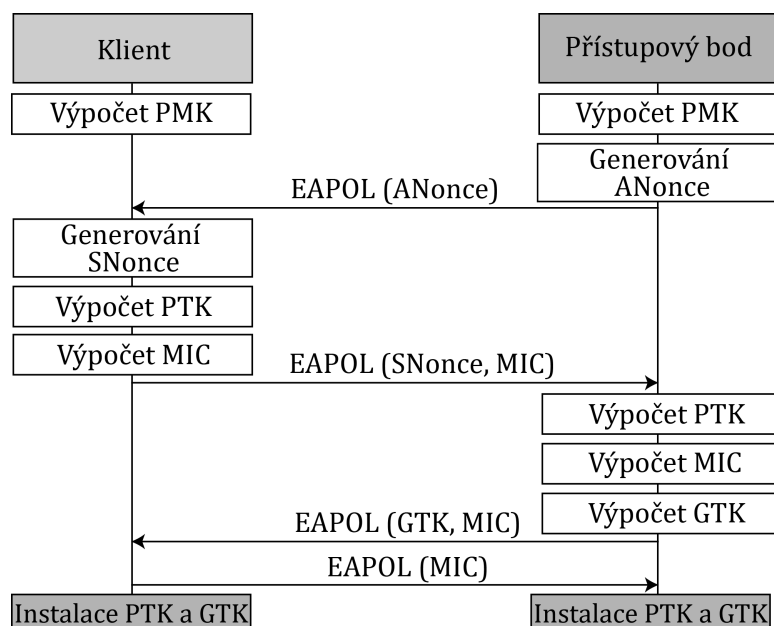 Klient
Přístupový bod
Výpočet PMK
Výpočet PMK
Generování
ANonce
EAPOL (ANonce)
Generování
SNonce
Výpočet PTK
Výpočet MIC
EAPOL (SNonce, MIC)
Výpočet PTK
Výpočet MIC
Výpočet GTK
EAPOL (GTK, MIC)
EAPOL (MIC)
Instalace PTK a GTK
Instalace PTK a GTK